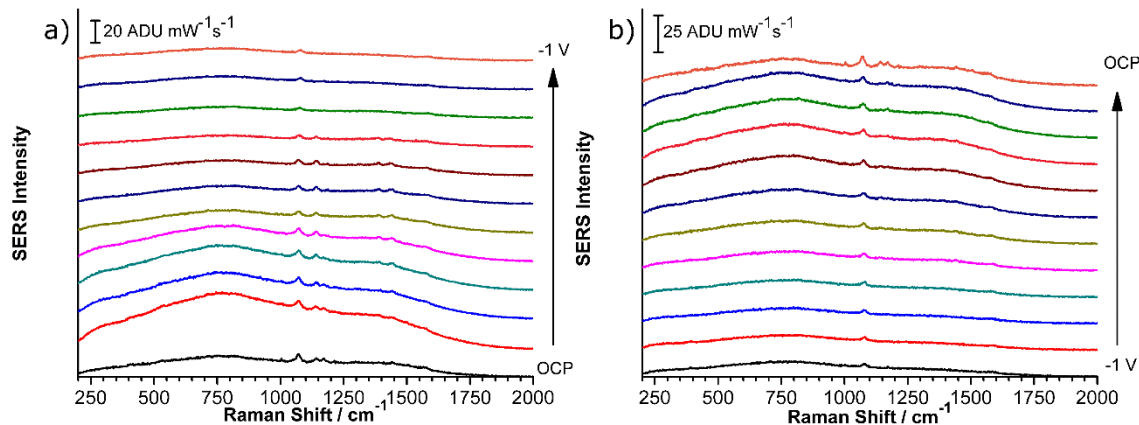 a)
20 ADU mW⁻¹s⁻¹
-1 V
OCP
SERS Intensity
250 500 750 1000 1250 1500 1750 2000
Raman Shift / cm⁻¹
b)
25 ADU mW⁻¹s⁻¹
OCP
-1 V
SERS Intensity
250 500 750 1000 1250 1500 1750 2000
Raman Shift / cm⁻¹